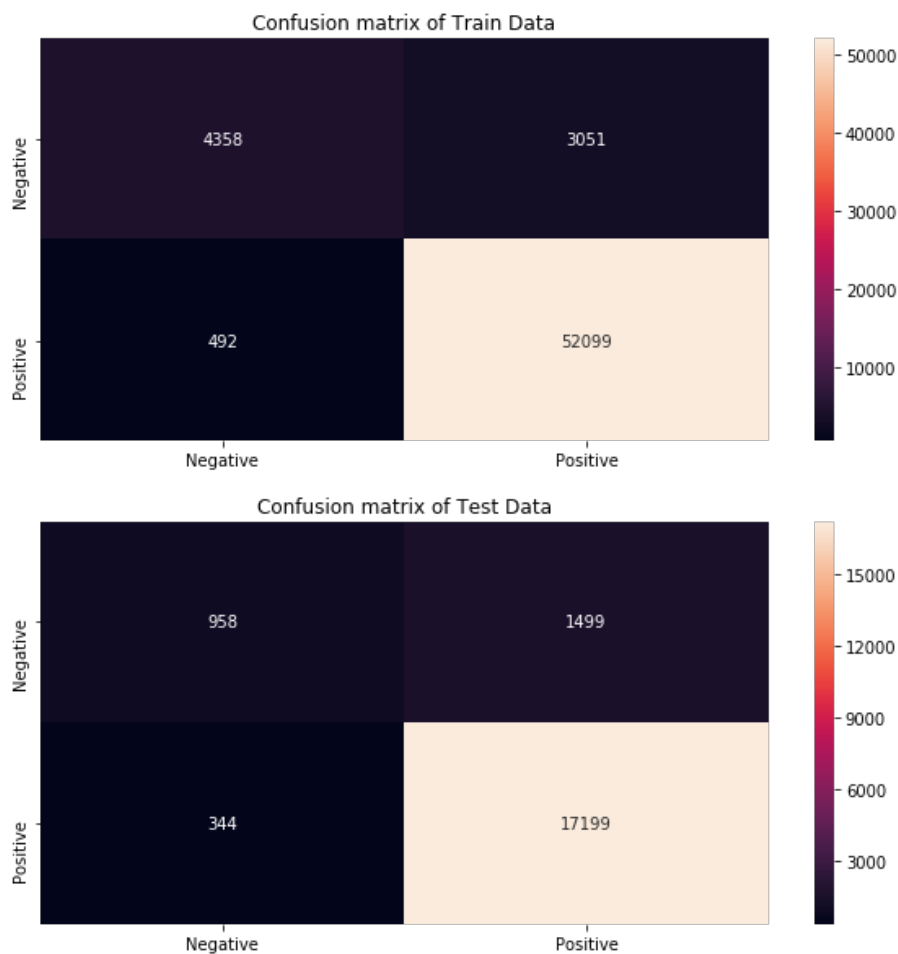 Confusion matrix of Train Data
Negative
4358
3051
Positive
492
52099
Negative
Positive
50000
40000
30000
20000
10000
Confusion matrix of Test Data
Negative
958
1499
Positive
344
17199
Negative
Positive
15000
12000
9000
6000
3000